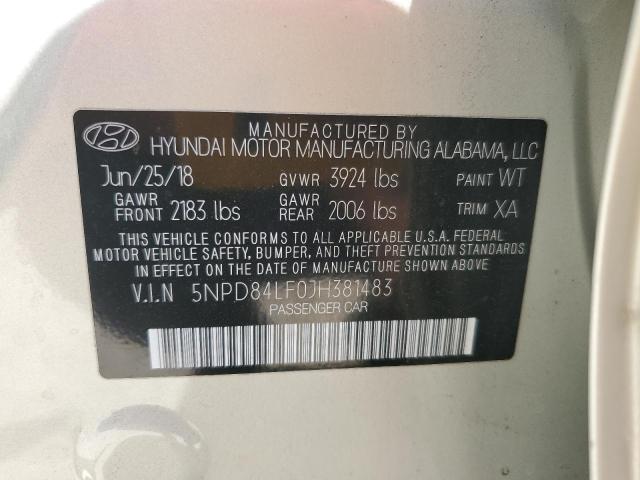 MANUFACTURED BY
HYUNDAI MOTOR MANUFACTURING ALABAMA, LLC
Jun/25/18 GVWR 3924 lbs PAINT WT
GAWR FRONT 2183 lbs GAWR REAR 2006 lbs TRIM XA
THIS VEHICLE CONFORMS TO ALL APPLICABLE U.S.A. FEDERAL
MOTOR VEHICLE SAFETY, BUMPER, AND THEFT PREVENTION STANDARDS
IN EFFECT ON THE DATE OF MANUFACTURE SHOWN ABOVE.
V.I.N 5NPD84LF0JH381483
PASSENGER CAR